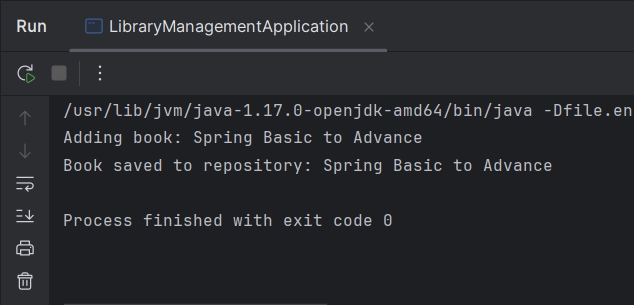 Run LibraryManagementApplication
/usr/lib/jvm/java-1.17.0-openjdk-amd64/bin/java -Dfile.en
Adding book: Spring Basic to Advance
Book saved to repository: Spring Basic to Advance
Process finished with exit code 0